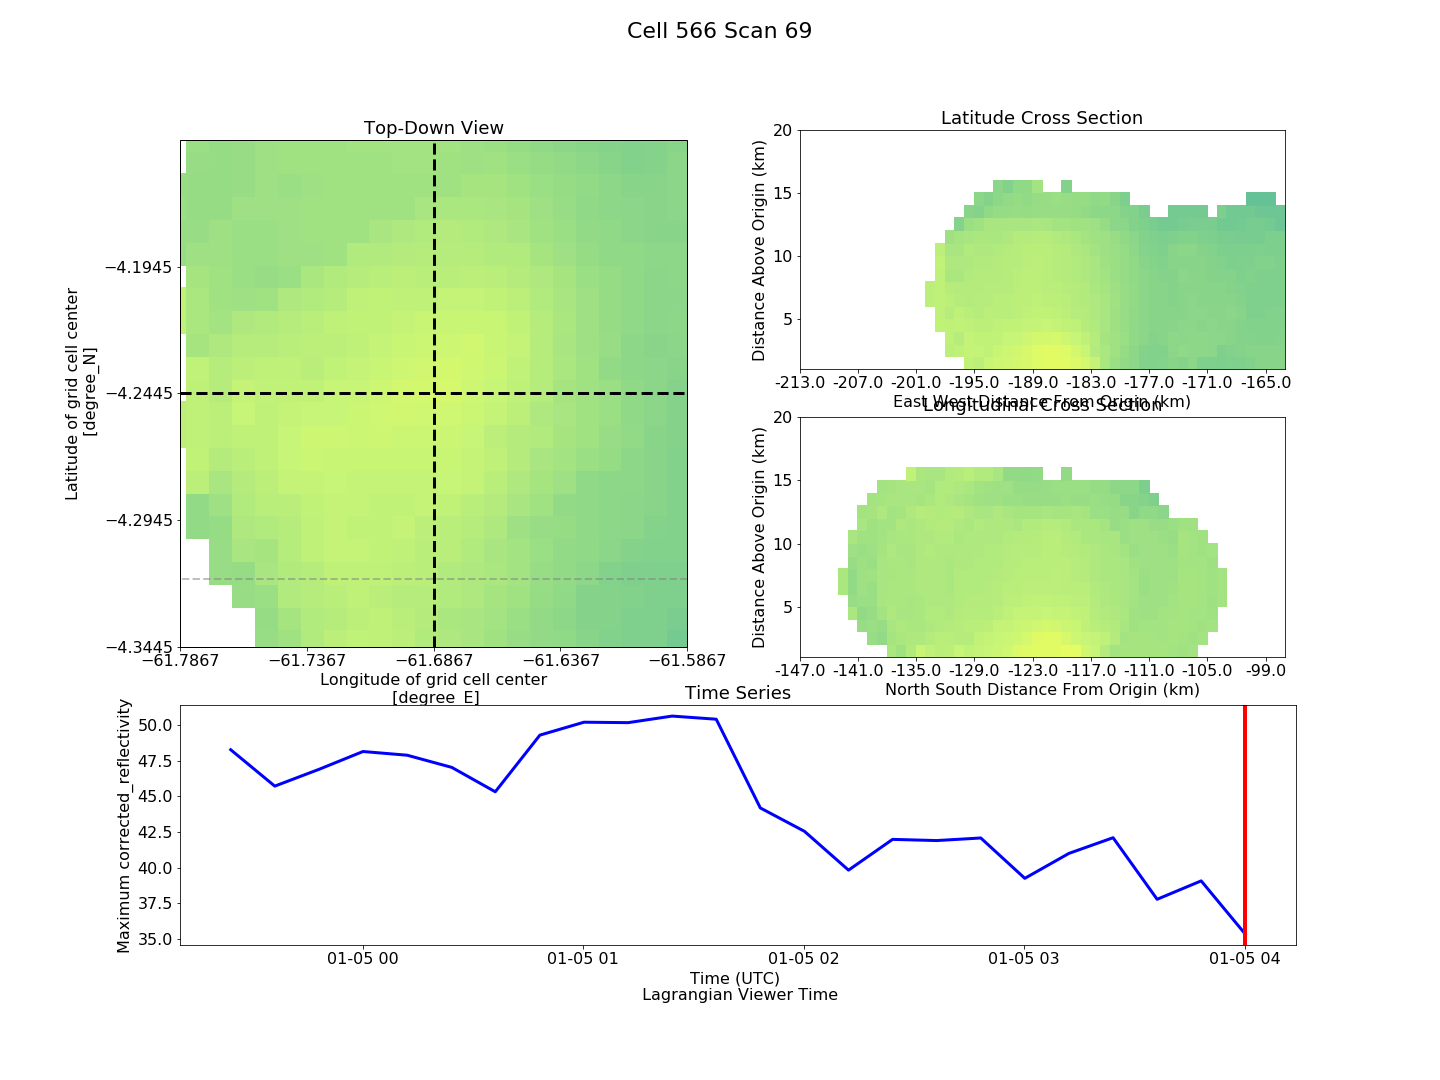 Cell 566 Scan 69
Top-Down View
Latitude of grid cell center
[degree_N]
−4.1945
−4.2445
−4.2945
−4.3445
−61.7867 −61.7367 −61.6867 −61.6367 −61.5867
Longitude of grid cell center
[degree_E]
Latitude Cross Section
Distance Above Origin (km)
20
15
10
5
-213.0 -207.0 -201.0 -195.0 -189.0 -183.0 -177.0 -171.0 -165.0
East West Distance From Origin (km)
Longitudinal Cross Section
Distance Above Origin (km)
20
15
10
5
-147.0 -141.0 -135.0 -129.0 -123.0 -117.0 -111.0 -105.0 -99.0
North South Distance From Origin (km)
Time Series
Maximum corrected_reflectivity
50.0
47.5
45.0
42.5
40.0
37.5
35.0
01-05 00 01-05 01 01-05 02 01-05 03 01-05 04
Time (UTC)
Lagrangian Viewer Time